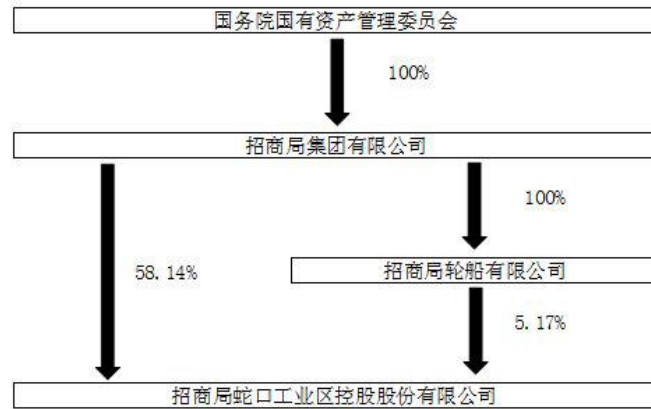 国务院国有资产管理委员会
100%
招商局集团有限公司
100%
58.14%
招商局轮船有限公司
5.17%
招商局蛇口工业区控股股份有限公司